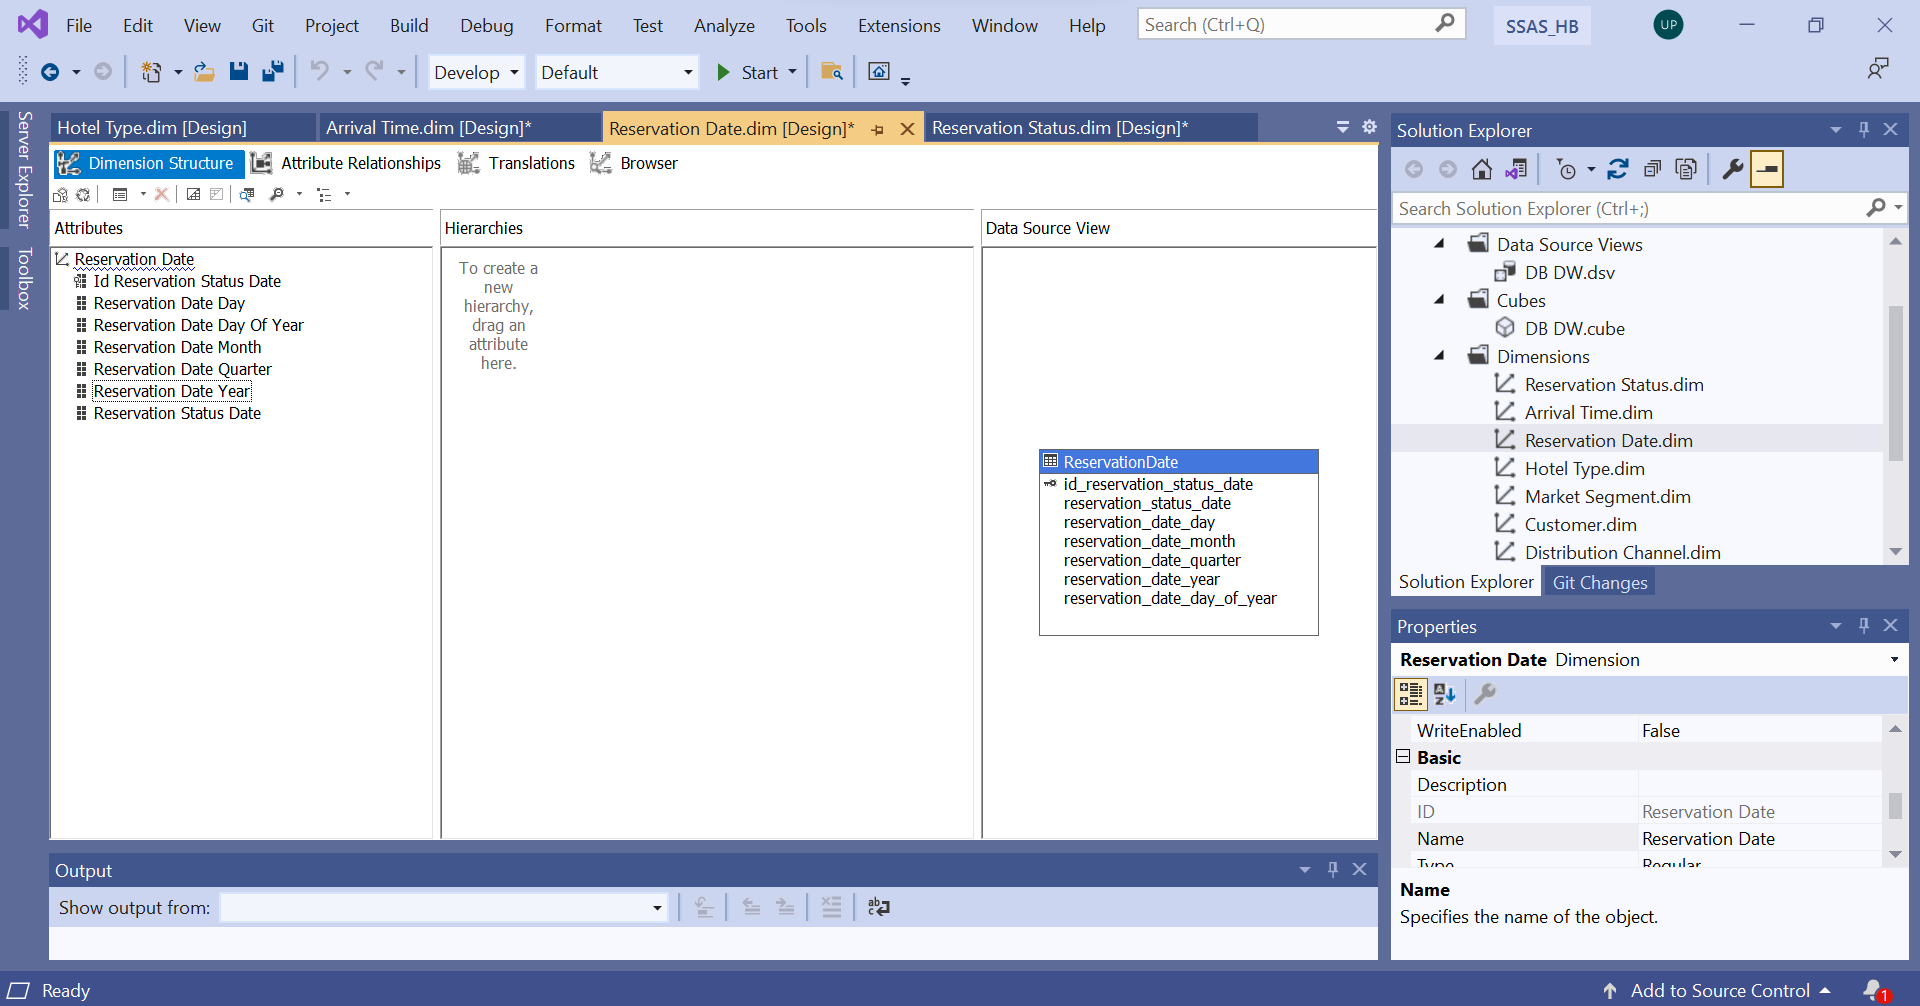 File Edit View Git Project Build Debug Format Test Analyze Tools Extensions Window Help Search (Ctrl+Q) SSAS_HB UP
Develop Default Start
Server Explorer
Toolbox
Hotel Type.dim [Design] Arrival Time.dim [Design]* Reservation Date.dim [Design]* Reservation Status.dim [Design]*
Dimension Structure Attribute Relationships Translations Browser
Attributes
Reservation Date
Id Reservation Status Date
Reservation Date Day
Reservation Date Day Of Year
Reservation Date Month
Reservation Date Quarter
Reservation Date Year
Reservation Status Date
Hierarchies
To create a
new
hierarchy,
drag an
attribute
here.
Data Source View
ReservationDate
id_reservation_status_date
reservation_status_date
reservation_date_day
reservation_date_month
reservation_date_quarter
reservation_date_year
reservation_date_day_of_year
Output
Show output from:
Solution Explorer
Search Solution Explorer (Ctrl+;)
Data Source Views
DB DW.dsv
Cubes
DB DW.cube
Dimensions
Reservation Status.dim
Arrival Time.dim
Reservation Date.dim
Hotel Type.dim
Market Segment.dim
Customer.dim
Distribution Channel.dim
Solution Explorer Git Changes
Properties
Reservation Date Dimension
WriteEnabled False
Basic
Description
ID Reservation Date
Name Reservation Date
Type Regular
Name
Specifies the name of the object.
Ready Add to Source Control 1